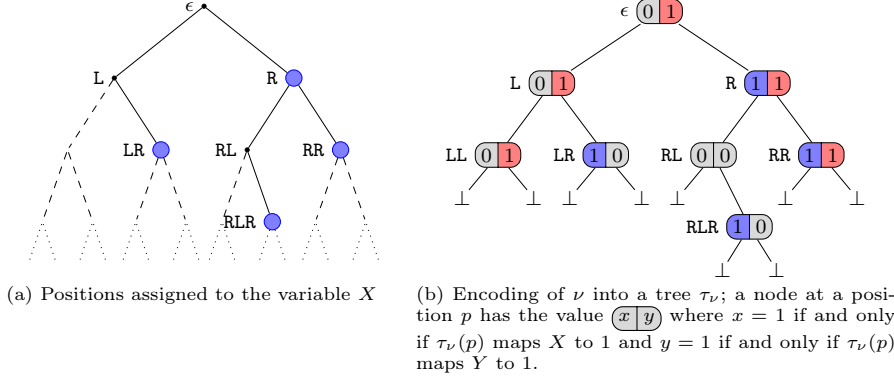 ϵ
L
R
LR
RL
RR
RLR
(a) Positions assigned to the variable X
ϵ 0 1
L 0 1
R 1 1
LL 0 1
LR 1 0
RL 0 0
RR 1 1
⊥ ⊥ ⊥ ⊥ ⊥ ⊥ ⊥
RLR 1 0
⊥ ⊥
(b) Encoding of ν into a tree τν; a node at a posi-
tion p has the value x y where x = 1 if and only
if τν(p) maps X to 1 and y = 1 if and only if τν(p)
maps Y to 1.